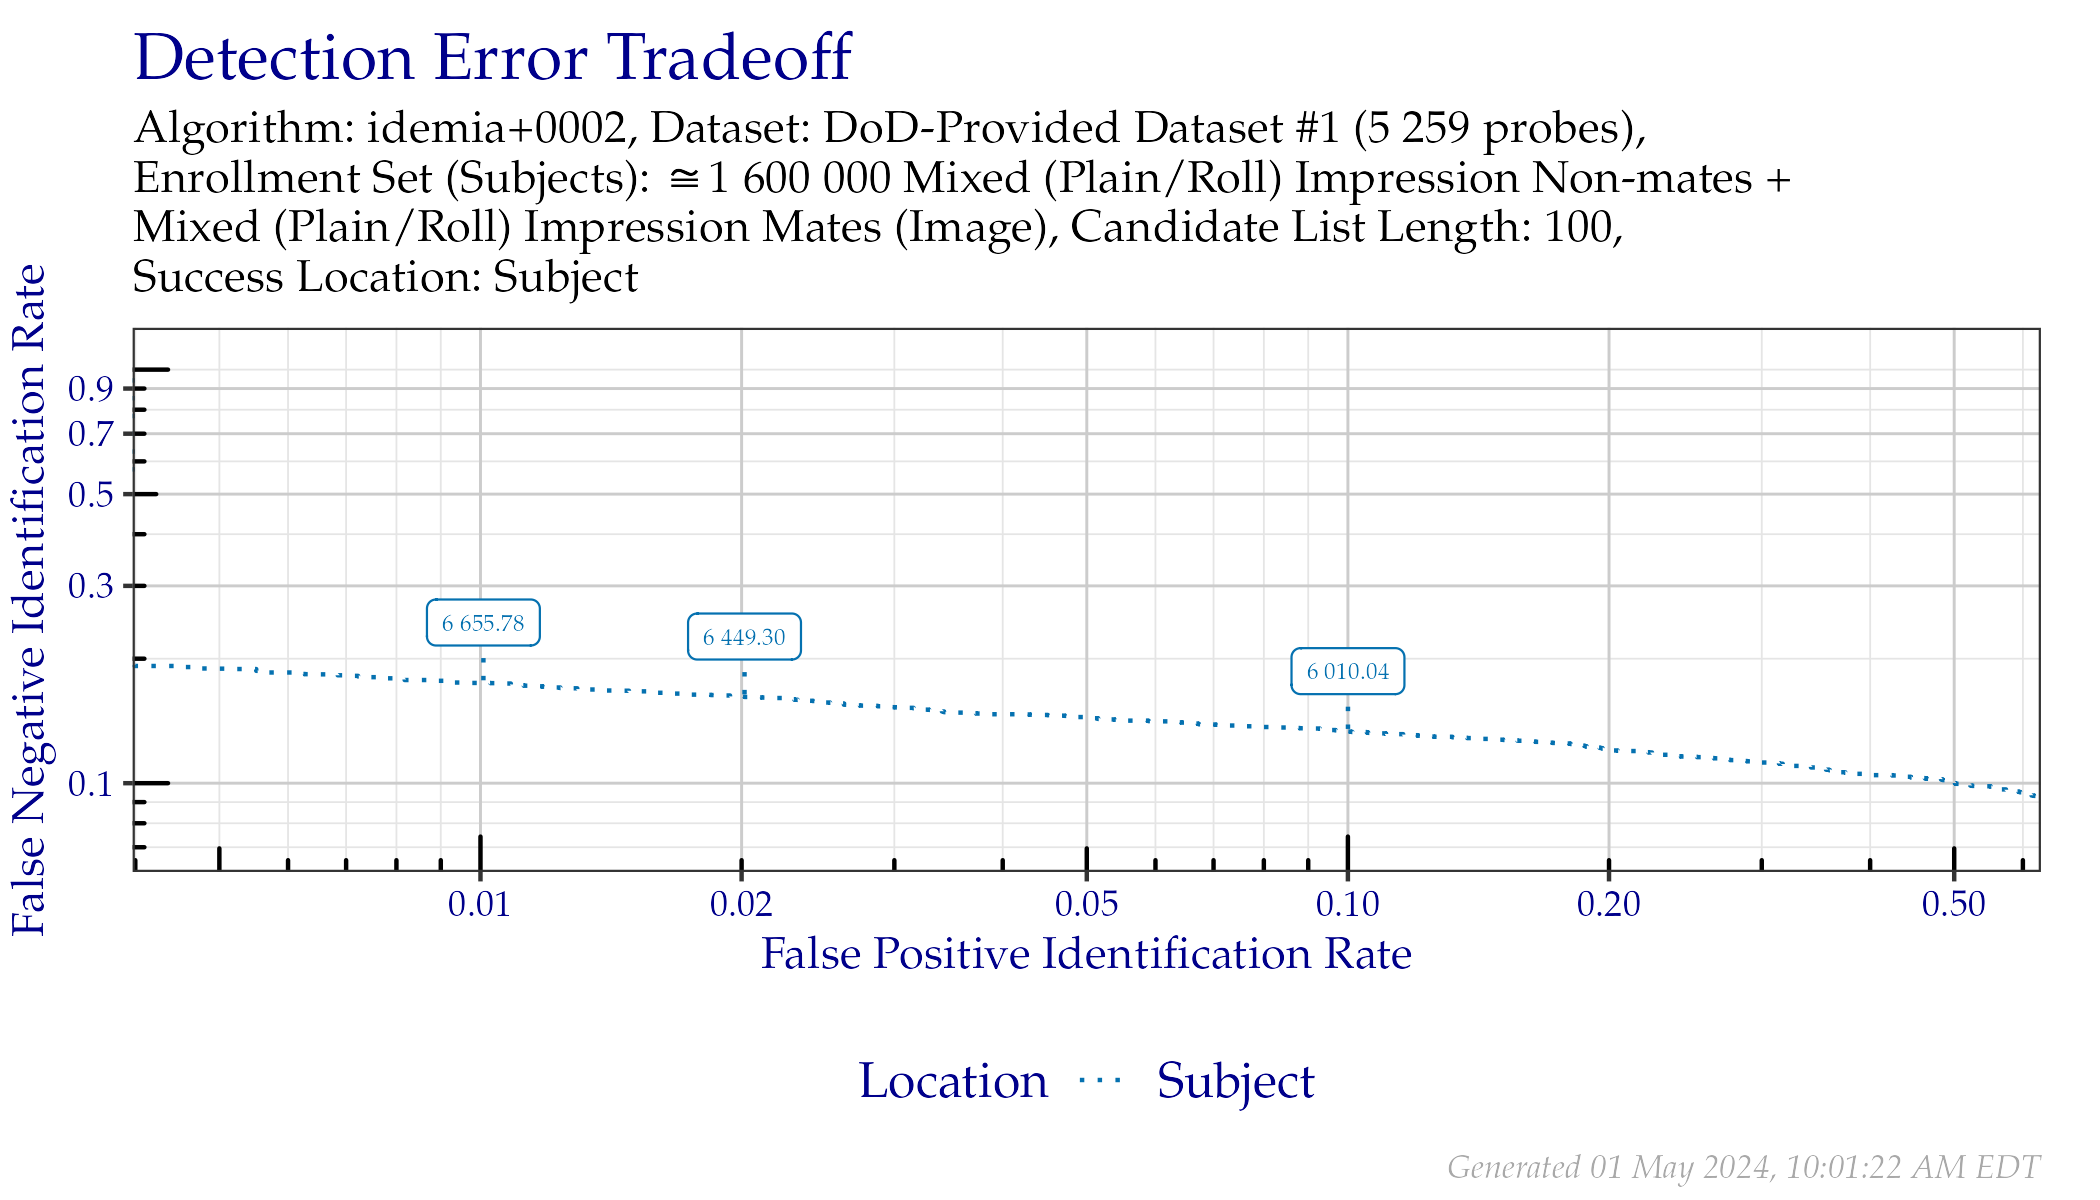 Detection Error Tradeoff
Algorithm: idemia+0002, Dataset: DoD-Provided Dataset #1 (5 259 probes),
Enrollment Set (Subjects): ≅1 600 000 Mixed (Plain/Roll) Impression Non-mates +
Mixed (Plain/Roll) Impression Mates (Image), Candidate List Length: 100,
Success Location: Subject
False Negative Identification Rate
0.9
0.7
0.5
0.3
0.1
6 655.78
6 449.30
6 010.04
0.01
0.02
0.05
0.10
0.20
0.50
False Positive Identification Rate
Location ··· Subject
Generated 01 May 2024, 10:01:22 AM EDT